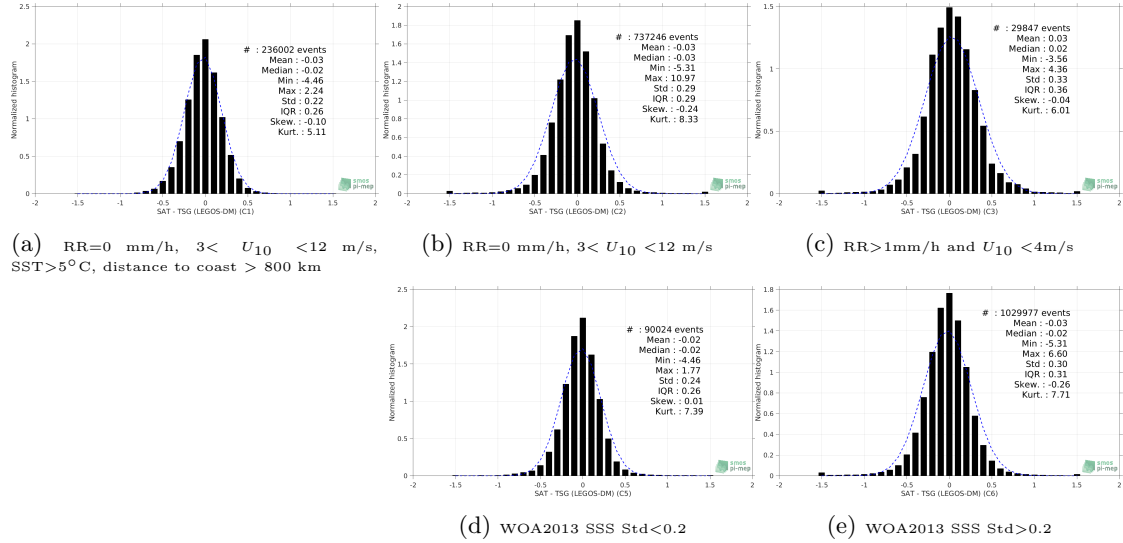 2.5
2
1.5
1
0.5
0
-2
-1.5
-1
-0.5
0
0.5
1
1.5
2
Normalized histogram
SAT - TSG (LEGOS-DM) (C1)
# : 236002 events
Mean : -0.03
Median : -0.02
Min : -4.46
Max : 2.24
Std : 0.22
IQR : 0.26
Skew. : -0.10
Kurt. : 5.11
smos
pi-mep
(a) RR=0 mm/h, 3< U10 <12 m/s,
SST>5°C, distance to coast > 800 km
2
1.8
1.6
1.4
1.2
1
0.8
0.6
0.4
0.2
0
-2
-1.5
-1
-0.5
0
0.5
1
1.5
2
Normalized histogram
SAT - TSG (LEGOS-DM) (C2)
# : 737246 events
Mean : -0.03
Median : -0.03
Min : -5.31
Max : 10.97
Std : 0.29
IQR : 0.29
Skew. : -0.24
Kurt. : 8.33
smos
pi-mep
(b) RR=0 mm/h, 3< U10 <12 m/s
1.5
1
0.5
0
-2
-1.5
-1
-0.5
0
0.5
1
1.5
2
Normalized histogram
SAT - TSG (LEGOS-DM) (C3)
# : 29847 events
Mean : 0.03
Median : 0.02
Min : -3.56
Max : 4.36
Std : 0.33
IQR : 0.36
Skew. : -0.04
Kurt. : 6.01
smos
pi-mep
(c) RR>1mm/h and U10 <4m/s
2.5
2
1.5
1
0.5
0
-2
-1.5
-1
-0.5
0
0.5
1
1.5
2
Normalized histogram
SAT - TSG (LEGOS-DM) (C5)
# : 90024 events
Mean : -0.02
Median : -0.02
Min : -4.46
Max : 1.77
Std : 0.24
IQR : 0.26
Skew. : 0.01
Kurt. : 7.39
smos
pi-mep
(d) WOA2013 SSS Std<0.2
1.8
1.6
1.4
1.2
1
0.8
0.6
0.4
0.2
0
-2
-1.5
-1
-0.5
0
0.5
1
1.5
2
Normalized histogram
SAT - TSG (LEGOS-DM) (C6)
# : 1029977 events
Mean : -0.03
Median : -0.02
Min : -5.31
Max : 6.60
Std : 0.30
IQR : 0.31
Skew. : -0.26
Kurt. : 7.71
smos
pi-mep
(e) WOA2013 SSS Std>0.2